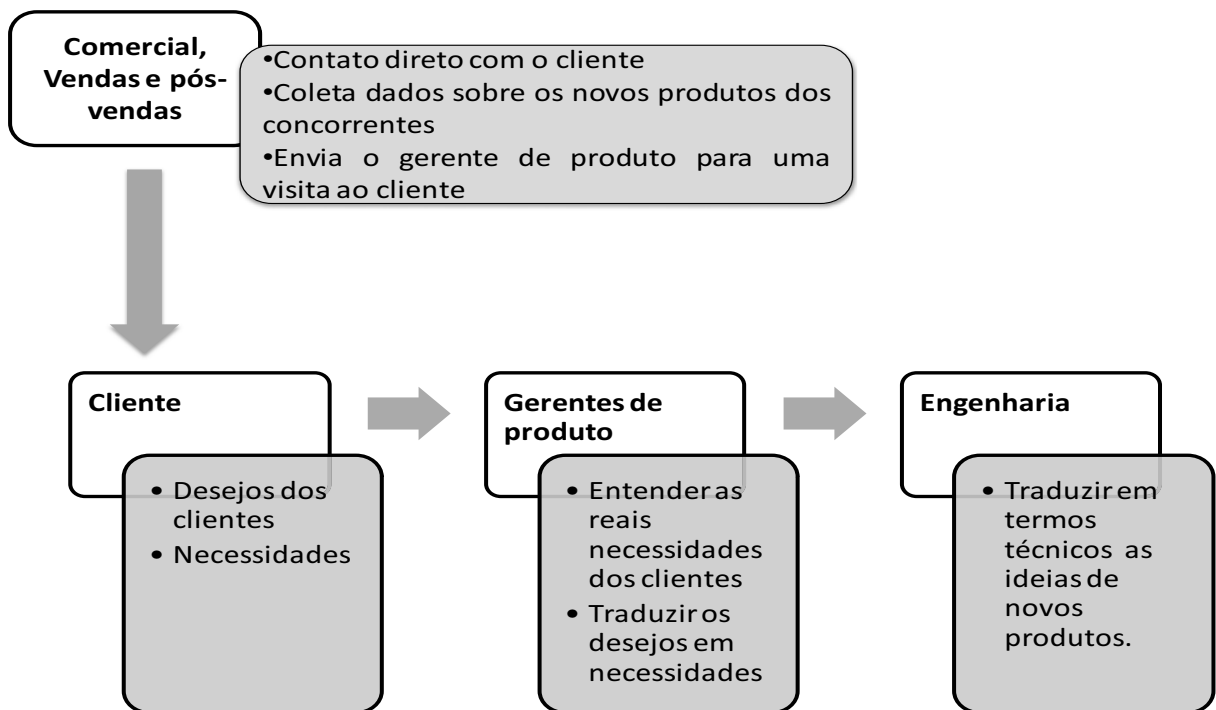 Comercial,
Vendas e pós-
vendas
•Contato direto com o cliente
•Coleta dados sobre os novos produtos dos
concorrentes
•Envia o gerente de produto para uma
visita ao cliente
Cliente
• Desejos dos
clientes
• Necessidades
Gerentes de
produto
• Entender as
reais
necessidades
dos clientes
• Traduzir os
desejos em
necessidades
Engenharia
• Traduzir em
termos
técnicos as
ideias de
novos
produtos.